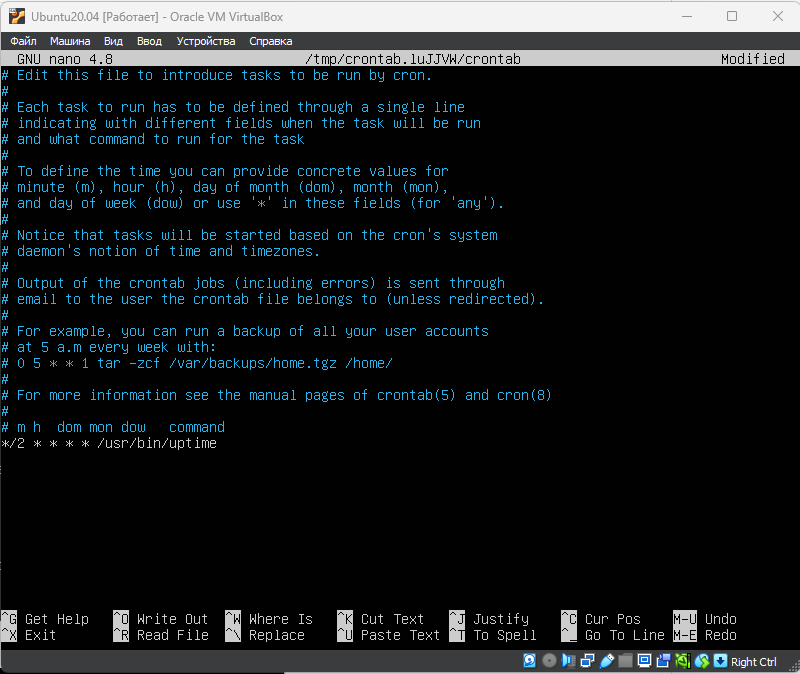 Ubuntu20.04 [Работает] - Oracle VM VirtualBox
Файл Машина Вид Ввод Устройства Справка
GNU nano 4.8 /tmp/crontab.luJJVW/crontab Modified
# Edit this file to introduce tasks to be run by cron.
#
# Each task to run has to be defined through a single line
# indicating with different fields when the task will be run
# and what command to run for the task
#
# To define the time you can provide concrete values for
# minute (m), hour (h), day of month (dom), month (mon),
# and day of week (dow) or use '*' in these fields (for 'any').
#
# Notice that tasks will be started based on the cron's system
# daemon's notion of time and timezones.
#
# Output of the crontab jobs (including errors) is sent through
# email to the user the crontab file belongs to (unless redirected).
#
# For example, you can run a backup of all your user accounts
# at 5 a.m every week with:
# 0 5 * * 1 tar -zcf /var/backups/home.tgz /home/
#
# For more information see the manual pages of crontab(5) and cron(8)
#
# m h  dom mon dow   command
*/2 * * * * /usr/bin/uptime
^G Get Help ^O Write Out ^W Where Is ^K Cut Text ^J Justify ^C Cur Pos M-U Undo
^X Exit ^R Read File ^\ Replace ^U Paste Text ^T To Spell ^_ Go To Line M-E Redo
Right Ctrl